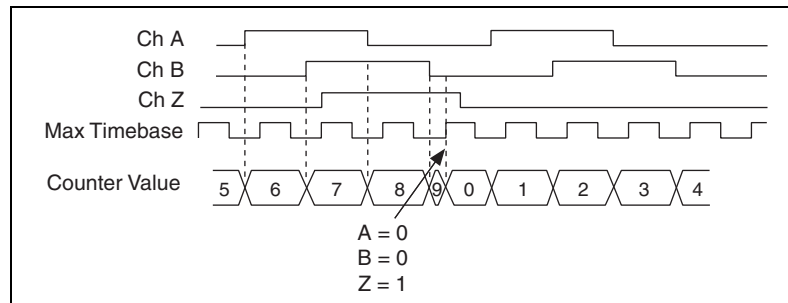 Ch A
Ch B
Ch Z
Max Timebase
Counter Value 5 6 7 8 9 0 1 2 3 4
A = 0
B = 0
Z = 1